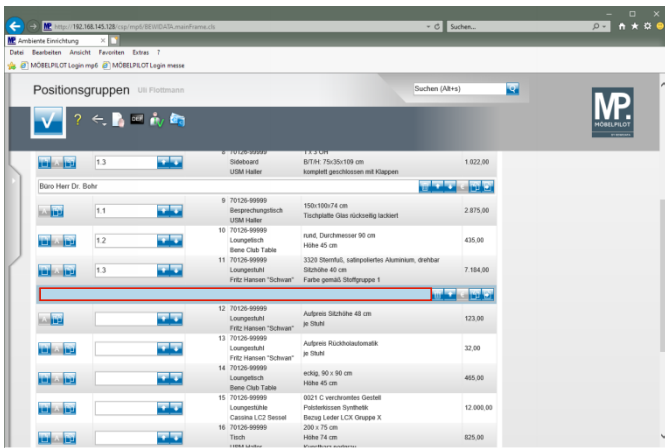 http://192.168.145.128/csp/mp6/BEWIDATA.mainFrame.cls
Suchen...
Ambiente Einrichtung
Datei Bearbeiten Ansicht Favoriten Extras ?
MÖBELPILOT Login mp6 MÖBELPILOT Login messe
Positionsgruppen Uli Flottmann
Suchen (Alt+s)
MP.
MÖBELPILOT
8 70126-99999
1.3 Sideboard B/T/H: 75x35x109 cm 1.022,00
USM Haller komplett geschlossen mit Klappen
Büro Herr Dr. Bohr
9 70126-99999
1.1 Besprechungstisch 150x100x74 cm 2.875,00
USM Haller Tischplatte Glas rückseitig lackiert
10 70126-99999
1.2 Loungetisch rund, Durchmesser 90 cm 435,00
Bene Club Table Höhe 45 cm
11 70126-99999 3320 Sternfuß, satinpoliertes Aluminium, drehbar
1.3 Loungestuhl Sitzhöhe 40 cm 7.184,00
Fritz Hansen "Schwan" Farbe gemäß Stoffgruppe 1
12 70126-99999
Loungestuhl Aufpreis Sitzhöhe 48 cm 123,00
Fritz Hansen "Schwan" je Stuhl
13 70126-99999
Loungestuhl Aufpreis Rückholautomatik 32,00
Fritz Hansen "Schwan" je Stuhl
14 70126-99999
Loungetisch eckig, 90 x 90 cm 465,00
Bene Club Table Höhe 45 cm
15 70126-99999 0021 C verchromtes Gestell
Loungestühle Polsterkissen Synthetik 12.000,00
Cassina LC2 Sessel Bezug Leder LCX Gruppe X
16 70126-99999 200 x 75 cm
Tisch Höhe 74 cm 825,00
USM Haller